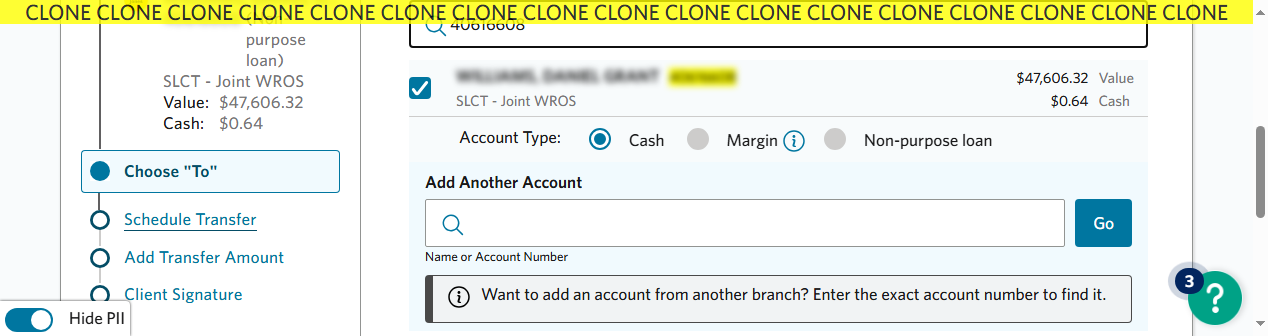 CLONE CLONE CLONE CLONE CLONE CLONE CLONE CLONE CLONE CLONE CLONE CLONE CLONE CLONE CLONE CLONE CLONE
purpose
loan)
SLCT - Joint WROS
Value: $47,606.32
Cash: $0.64
Choose "To"
Schedule Transfer
Add Transfer Amount
Client Signature
Hide PII
$47,606.32 Value
SLCT - Joint WROS
$0.64 Cash
Account Type: Cash Margin Non-purpose loan
Add Another Account
Go
Name or Account Number
Want to add an account from another branch? Enter the exact account number to find it.
3
?